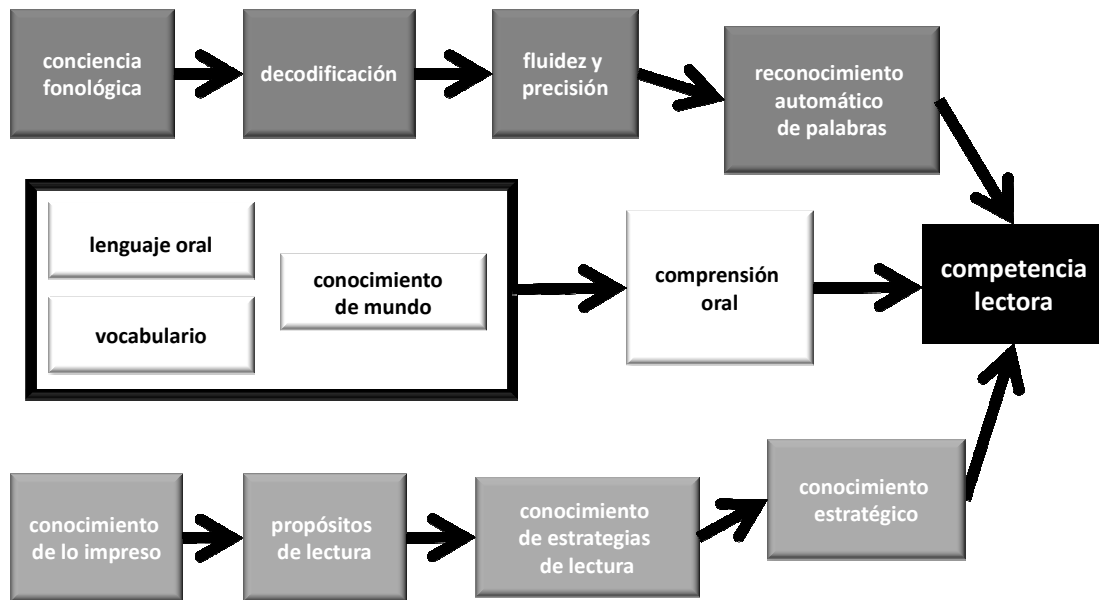 conciencia
fonológica
decodificación
fluidez y
precisión
reconocimiento
automático
de palabras
lenguaje oral
vocabulario
conocimiento
de mundo
comprensión
oral
competencia
lectora
conocimiento
de lo impreso
propósitos
de lectura
conocimiento
de estrategias
de lectura
conocimiento
estratégico